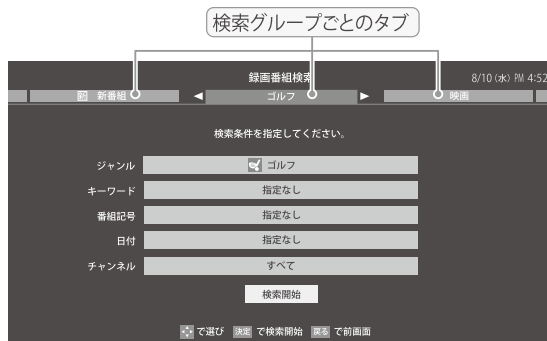 検索グループごとのタブ
録画番組検索 8/10(水) PM 4:52
新番組 ◀ ゴルフ ▶ 映画
検索条件を指定してください。
ジャンル ゴルフ
キーワード 指定なし
番組記号 指定なし
日付 指定なし
チャンネル すべて
検索開始
で選び 決定 で検索開始 戻る で前画面